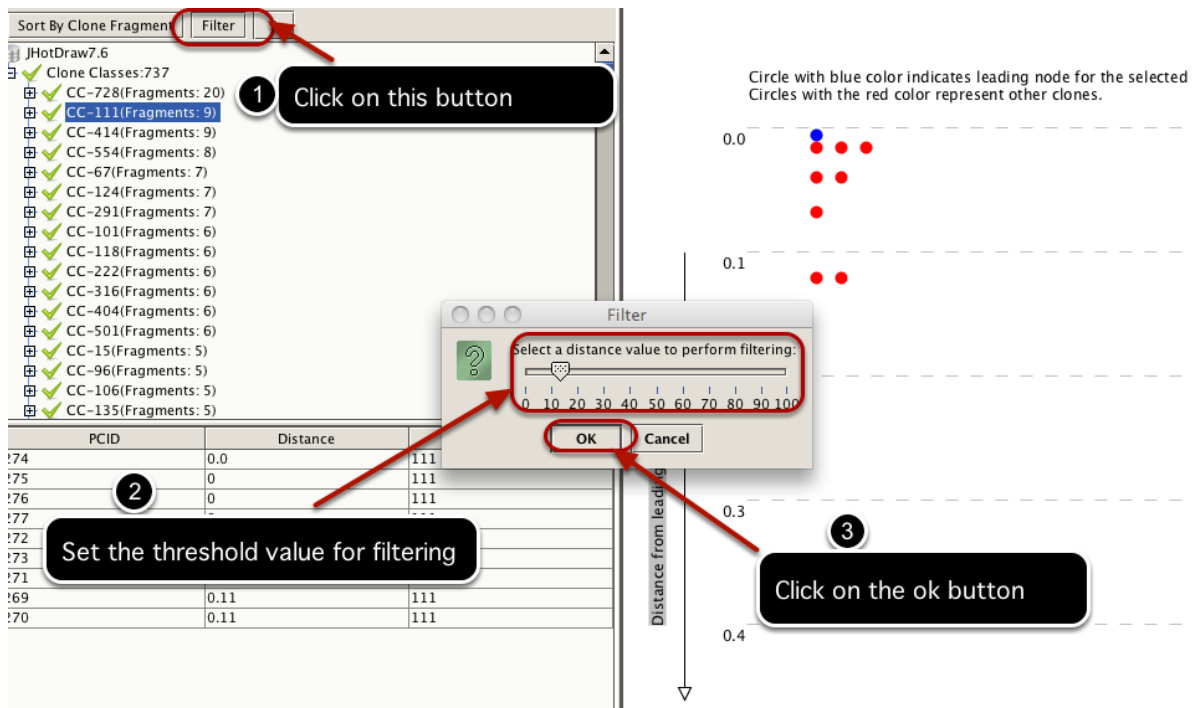 Sort By Clone Fragment
Filter
JHotDraw7.6
Clone Classes:737
CC-728(Fragments: 20)
CC-111(Fragments: 9)
CC-414(Fragments: 9)
CC-554(Fragments: 8)
CC-67(Fragments: 7)
CC-124(Fragments: 7)
CC-291(Fragments: 7)
CC-101(Fragments: 6)
CC-118(Fragments: 6)
CC-222(Fragments: 6)
CC-316(Fragments: 6)
CC-404(Fragments: 6)
CC-501(Fragments: 6)
CC-15(Fragments: 5)
CC-96(Fragments: 5)
CC-106(Fragments: 5)
CC-135(Fragments: 5)
1
Click on this button
Circle with blue color indicates leading node for the selected
Circles with the red color represent other clones.
0.0
0.1
0.3
0.4
Distance from leading
Filter
Select a distance value to perform filtering:
0 10 20 30 40 50 60 70 80 90 100
OK
Cancel
PCID Distance
274 0.0 111
275 0 111
276 0 111
277
272
273
271
269 0.11 111
270 0.11 111
2
Set the threshold value for filtering
3
Click on the ok button